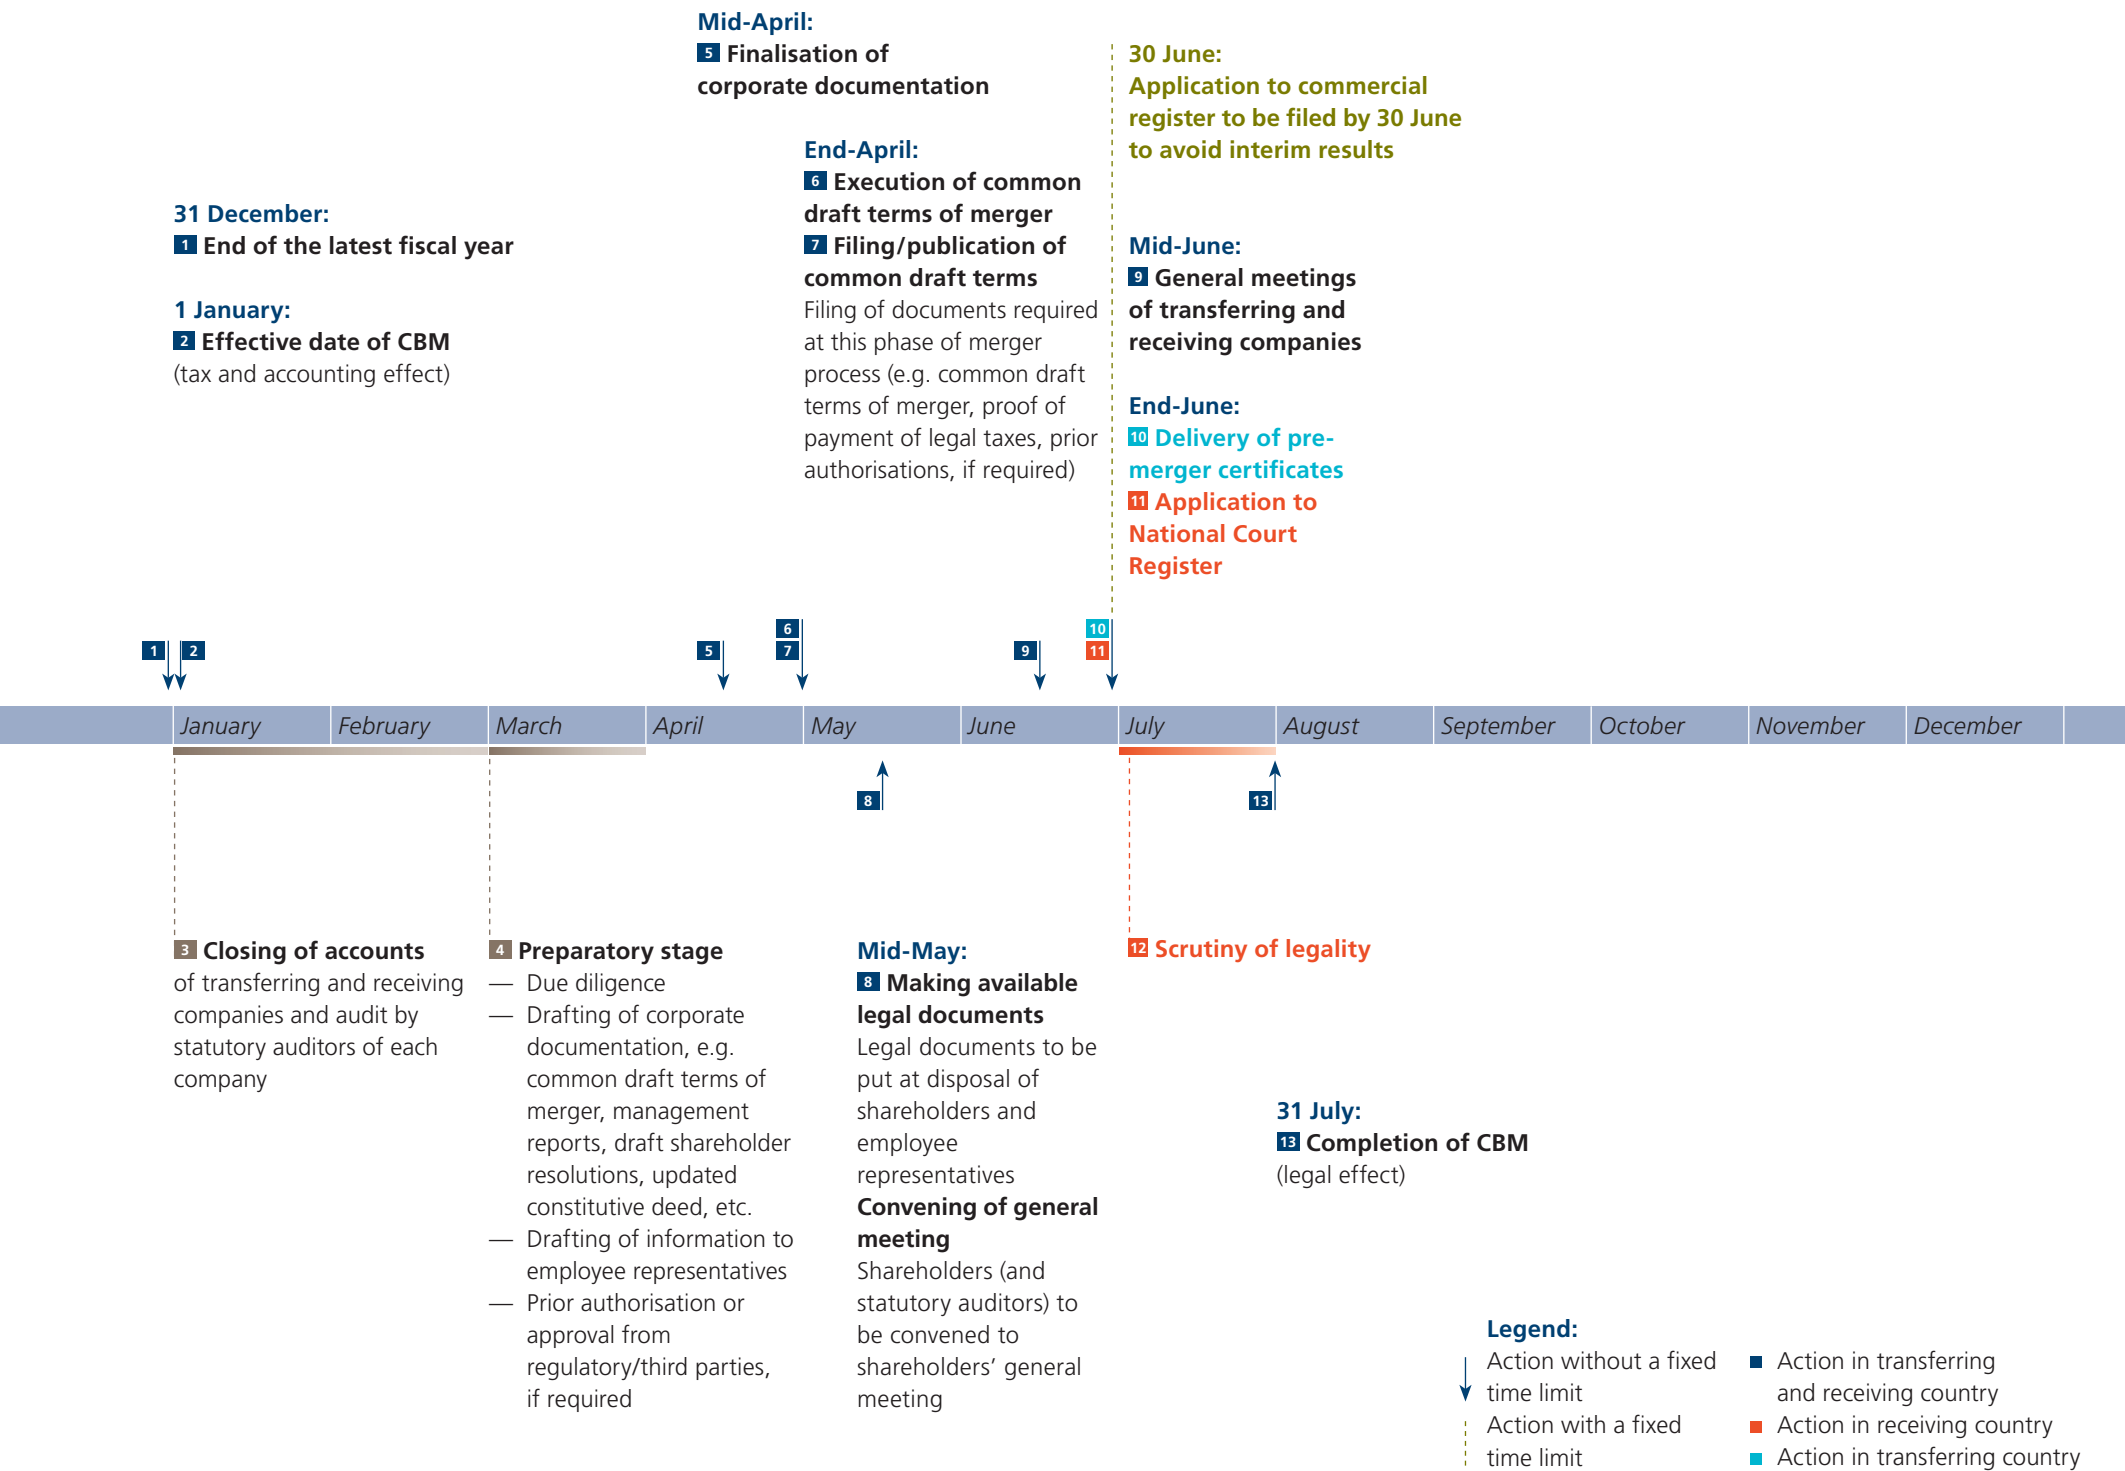 Mid-April:
5 Finalisation of
corporate documentation
End-April:
6 Execution of common
draft terms of merger
7 Filing/publication of
common draft terms
Filing of documents required
at this phase of merger
process (e.g. common draft
terms of merger, proof of
payment of legal taxes, prior
authorisations, if required)
30 June:
Application to commercial
register to be filed by 30 June
to avoid interim results
Mid-June:
9 General meetings
of transferring and
receiving companies
End-June:
10 Delivery of pre-
merger certificates
11 Application to
National Court
Register
31 December:
1 End of the latest fiscal year
1 January:
2 Effective date of CBM
(tax and accounting effect)
1
2
5
6
7
9
10
11
January
February
March
April
May
June
July
August
September
October
November
December
8
13
3 Closing of accounts
of transferring and receiving
companies and audit by
statutory auditors of each
company
4 Preparatory stage
— Due diligence
— Drafting of corporate
documentation, e.g.
common draft terms of
merger, management
reports, draft shareholder
resolutions, updated
constitutive deed, etc.
— Drafting of information to
employee representatives
— Prior authorisation or
approval from
regulatory/third parties,
if required
Mid-May:
8 Making available
legal documents
Legal documents to be
put at disposal of
shareholders and
employee
representatives
Convening of general
meeting
Shareholders (and
statutory auditors) to
be convened to
shareholders’ general
meeting
12 Scrutiny of legality
31 July:
13 Completion of CBM
(legal effect)
Legend:
Action without a fixed
time limit
Action with a fixed
time limit
Action in transferring
and receiving country
Action in receiving country
Action in transferring country